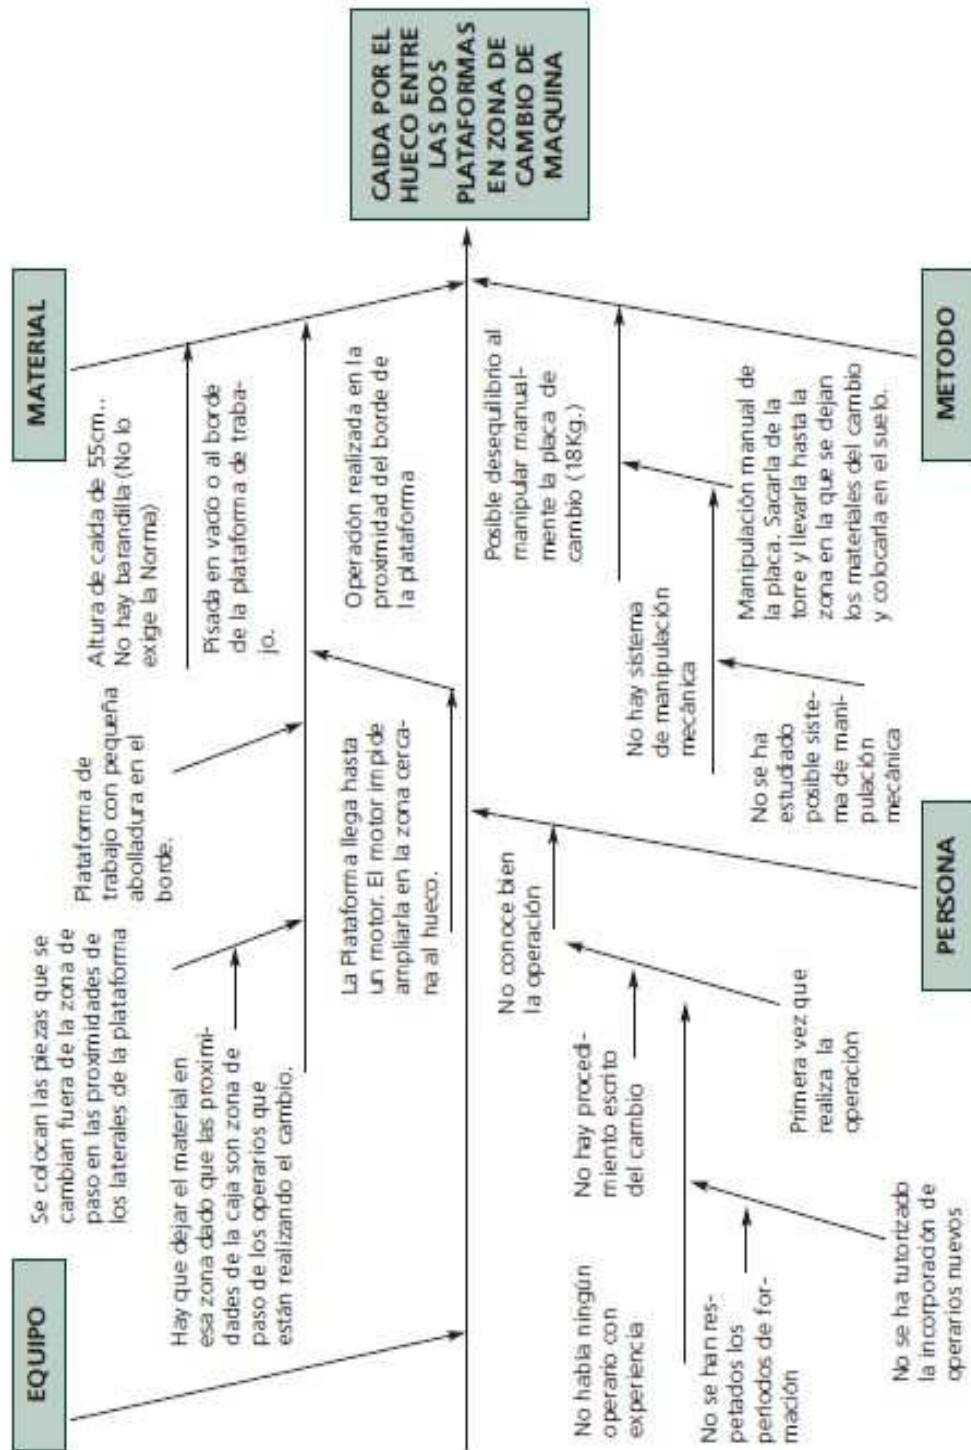 EQUIPO
MATERIAL
Se colocan las piezas que se
cambian fuera de la zona de
paso en las proximidades de
los laterales de la plataforma
Plataforma de
trabajo con pequeña
abolladura en el
borde.
Altura de caída de 55cm..
No hay barandilla (No lo
exige la Norma)
Hay que dejar el material en
esa zona dado que las proximi-
dades de la caja son zona de
paso de los operarios que
están realizando el cambio.
Pisada en vacío o al borde
de la plataforma de traba-
jo.
La Plataforma llega hasta
un motor. El motor impide
ampliarla en la zona cerca-
na al hueco.
Operación realizada en la
proximidad del borde de
la plataforma
CAIDA POR EL
HUECO ENTRE
LAS DOS
PLATAFORMAS
EN ZONA DE
CAMBIO DE
MAQUINA
No conoce bien
la operación
Posible desequilibrio al
manipular manual-
mente la placa de
cambio (18Kg.)
No había ningún
operario con
experiencia
No hay procedi-
miento escrito
del cambio
No hay sistema
de manipulación
mecánica
No se han res-
petados los
períodos de for-
mación
Primera vez que
realiza la
operación
No se ha
estudiado
posible siste-
ma de mani-
pulación
mecánica
Manipulación manual de
la placa. Sacarla de la
torre y llevarla hasta la
zona en la que se dejan
los materiales del cambio
y colocarla en el suelo.
No se ha tutorizado
la incorporación de
operarios nuevos
PERSONA
METODO